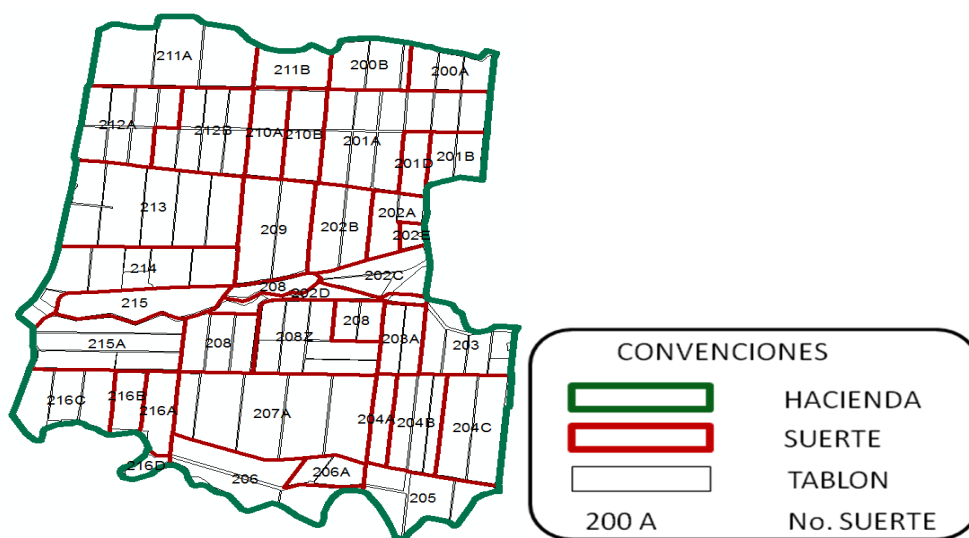 211A
211B
200B
200A
212A
212B
210A
210B
201A
201D
201B
213
209
202B
202A
202E
214
208
202C
202D
215
215A
208
208Z
208
203A
203
216C
216B
216A
207A
204A
204B
204C
216D
206
206A
205
CONVENCIONES
HACIENDA
SUERTE
TABLON
200 A No. SUERTE